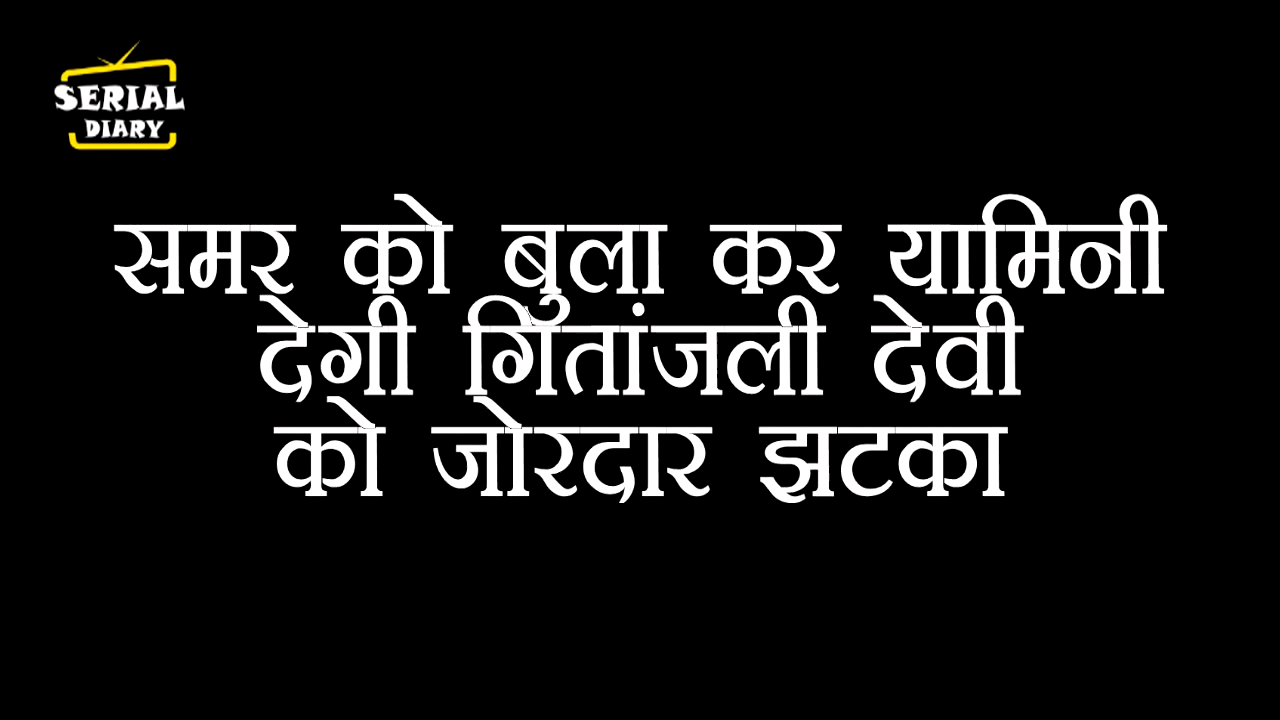 SERIAL
DIARY
समर को बुला कर यामिनी
देगी गितांजली देवी
को जोरदार झटका